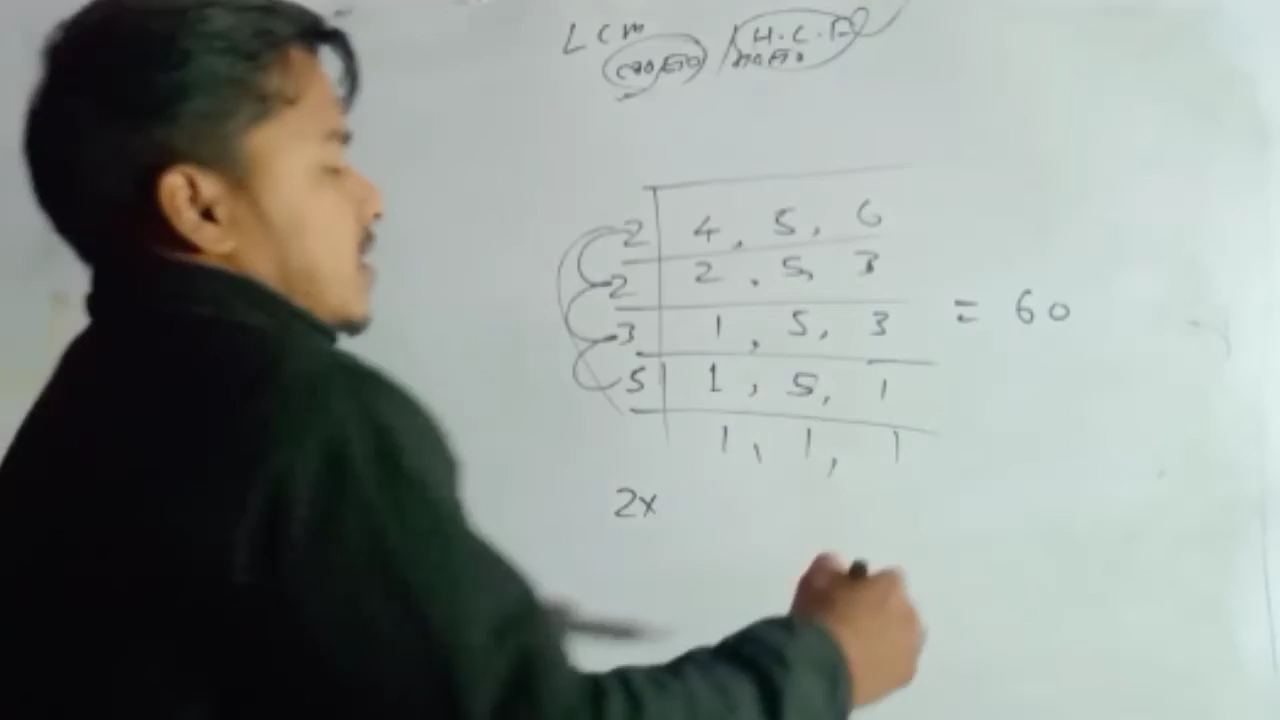 LCM / H.C.F
2 4, 5, 6
2 2, 5, 3
3 1, 5, 3 = 60
5 1, 5, 1
1, 1, 1
2x